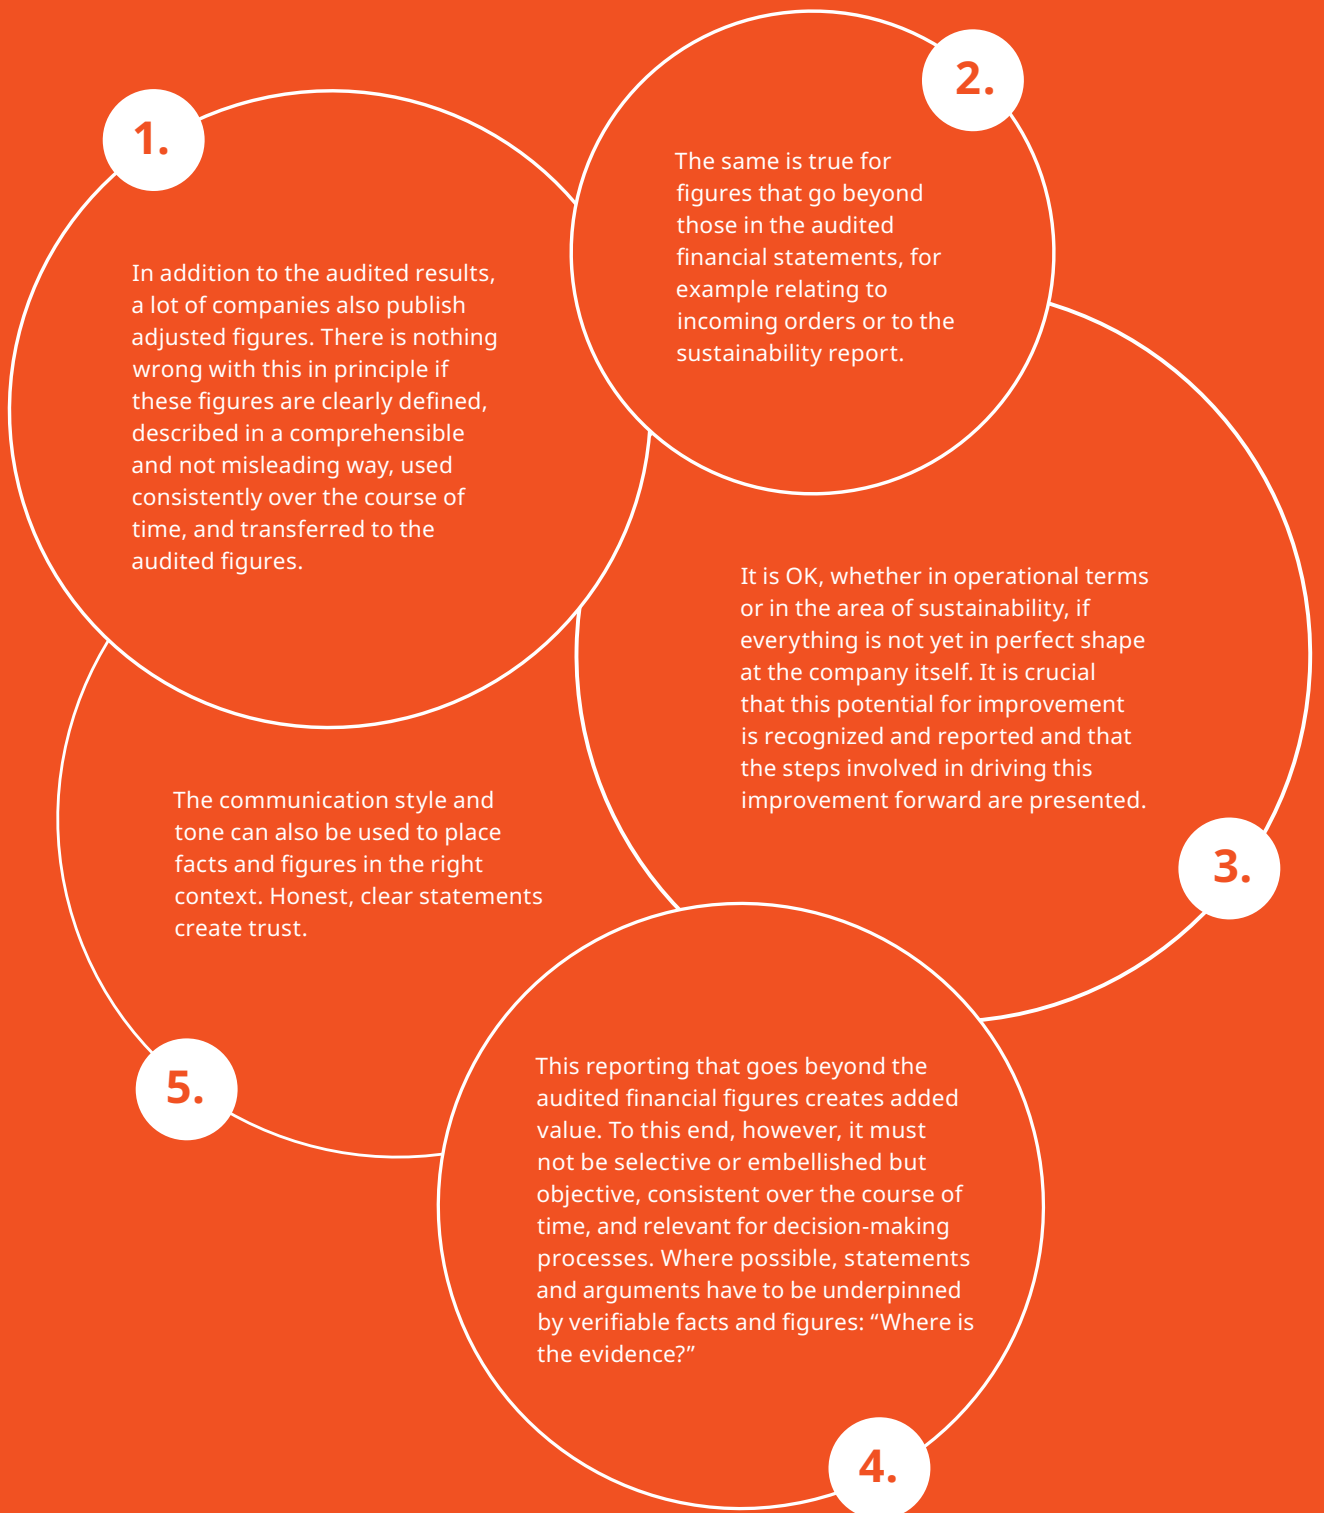 1.
In addition to the audited results,
a lot of companies also publish
adjusted figures. There is nothing
wrong with this in principle if
these figures are clearly defined,
described in a comprehensible
and not misleading way, used
consistently over the course of
time, and transferred to the
audited figures.
2.
The same is true for
figures that go beyond
those in the audited
financial statements, for
example relating to
incoming orders or to the
sustainability report.
It is OK, whether in operational terms
or in the area of sustainability, if
everything is not yet in perfect shape
at the company itself. It is crucial
that this potential for improvement
is recognized and reported and that
the steps involved in driving this
improvement forward are presented.
3.
This reporting that goes beyond the
audited financial figures creates added
value. To this end, however, it must
not be selective or embellished but
objective, consistent over the course of
time, and relevant for decision-making
processes. Where possible, statements
and arguments have to be underpinned
by verifiable facts and figures: “Where is
the evidence?”
4.
The communication style and
tone can also be used to place
facts and figures in the right
context. Honest, clear statements
create trust.
5.